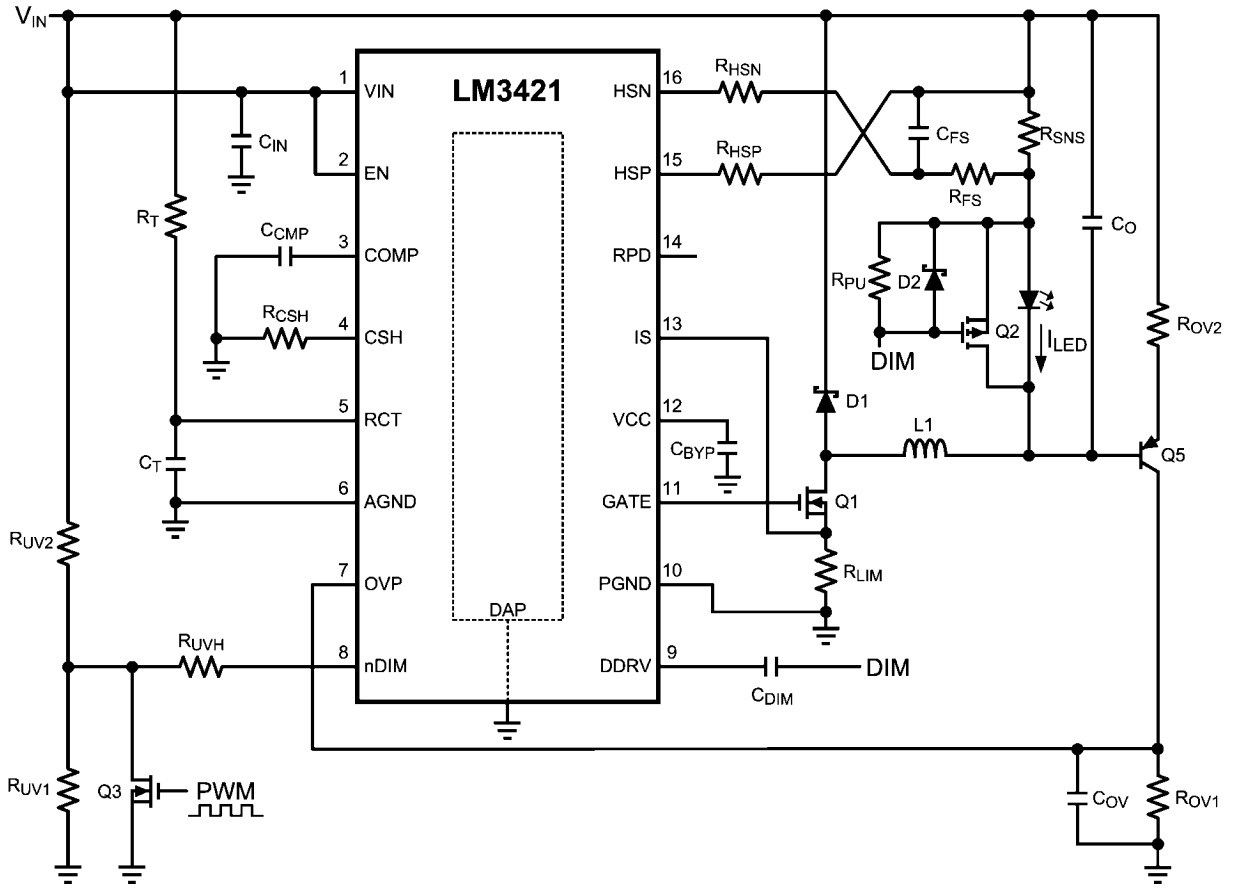 VIN
LM3421
1 VIN
2 EN
3 COMP
4 CSH
5 RCT
6 AGND
7 OVP
8 nDIM
16 HSN
15 HSP
14 RPD
13 IS
12 VCC
11 GATE
10 PGND
9 DDRV
DAP
CIN
RT
CCMP
RCSH
CT
RUV2
RUVH
RUV1
Q3
PWM
RHSN
RHSP
CFS
RSNS
RFS
CO
RPU
D2
Q2
DIM
ILED
ROV2
D1
L1
Q5
CBYP
Q1
RLIM
CDIM
DIM
COV
ROV1